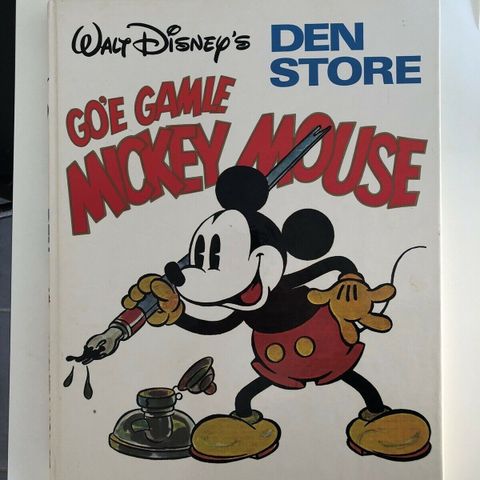 WALT DISNEY'S DEN
STORE
GO'E GAMLE
MICKEY MOUSE